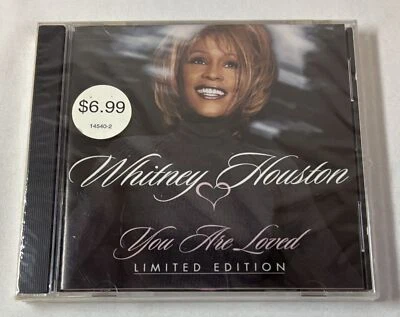 $6.99
14540-2
Whitney Houston
You Are Loved
LIMITED EDITION